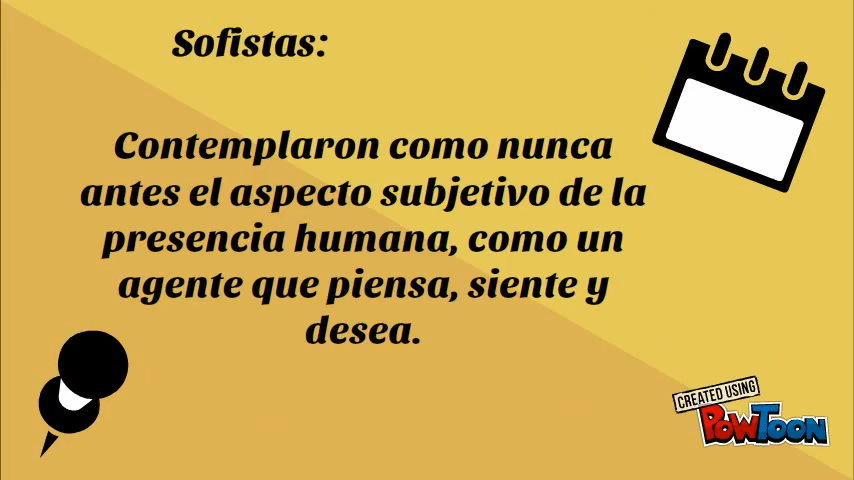 Sofistas:
Contemplaron como nunca
antes el aspecto subjetivo de la
presencia humana, como un
agente que piensa, siente y
desea.
CREATED USING
POWTOON